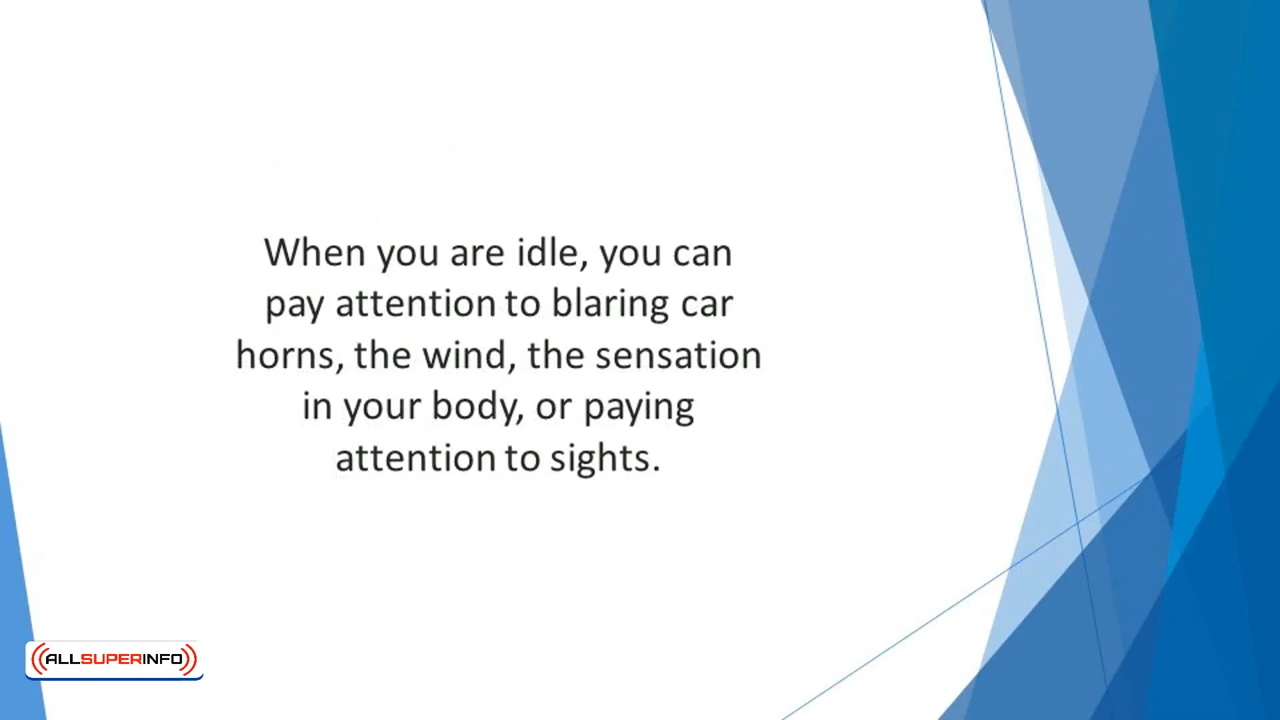 When you are idle, you can
pay attention to blaring car
horns, the wind, the sensation
in your body, or paying
attention to sights.
ALLSUPERINFO